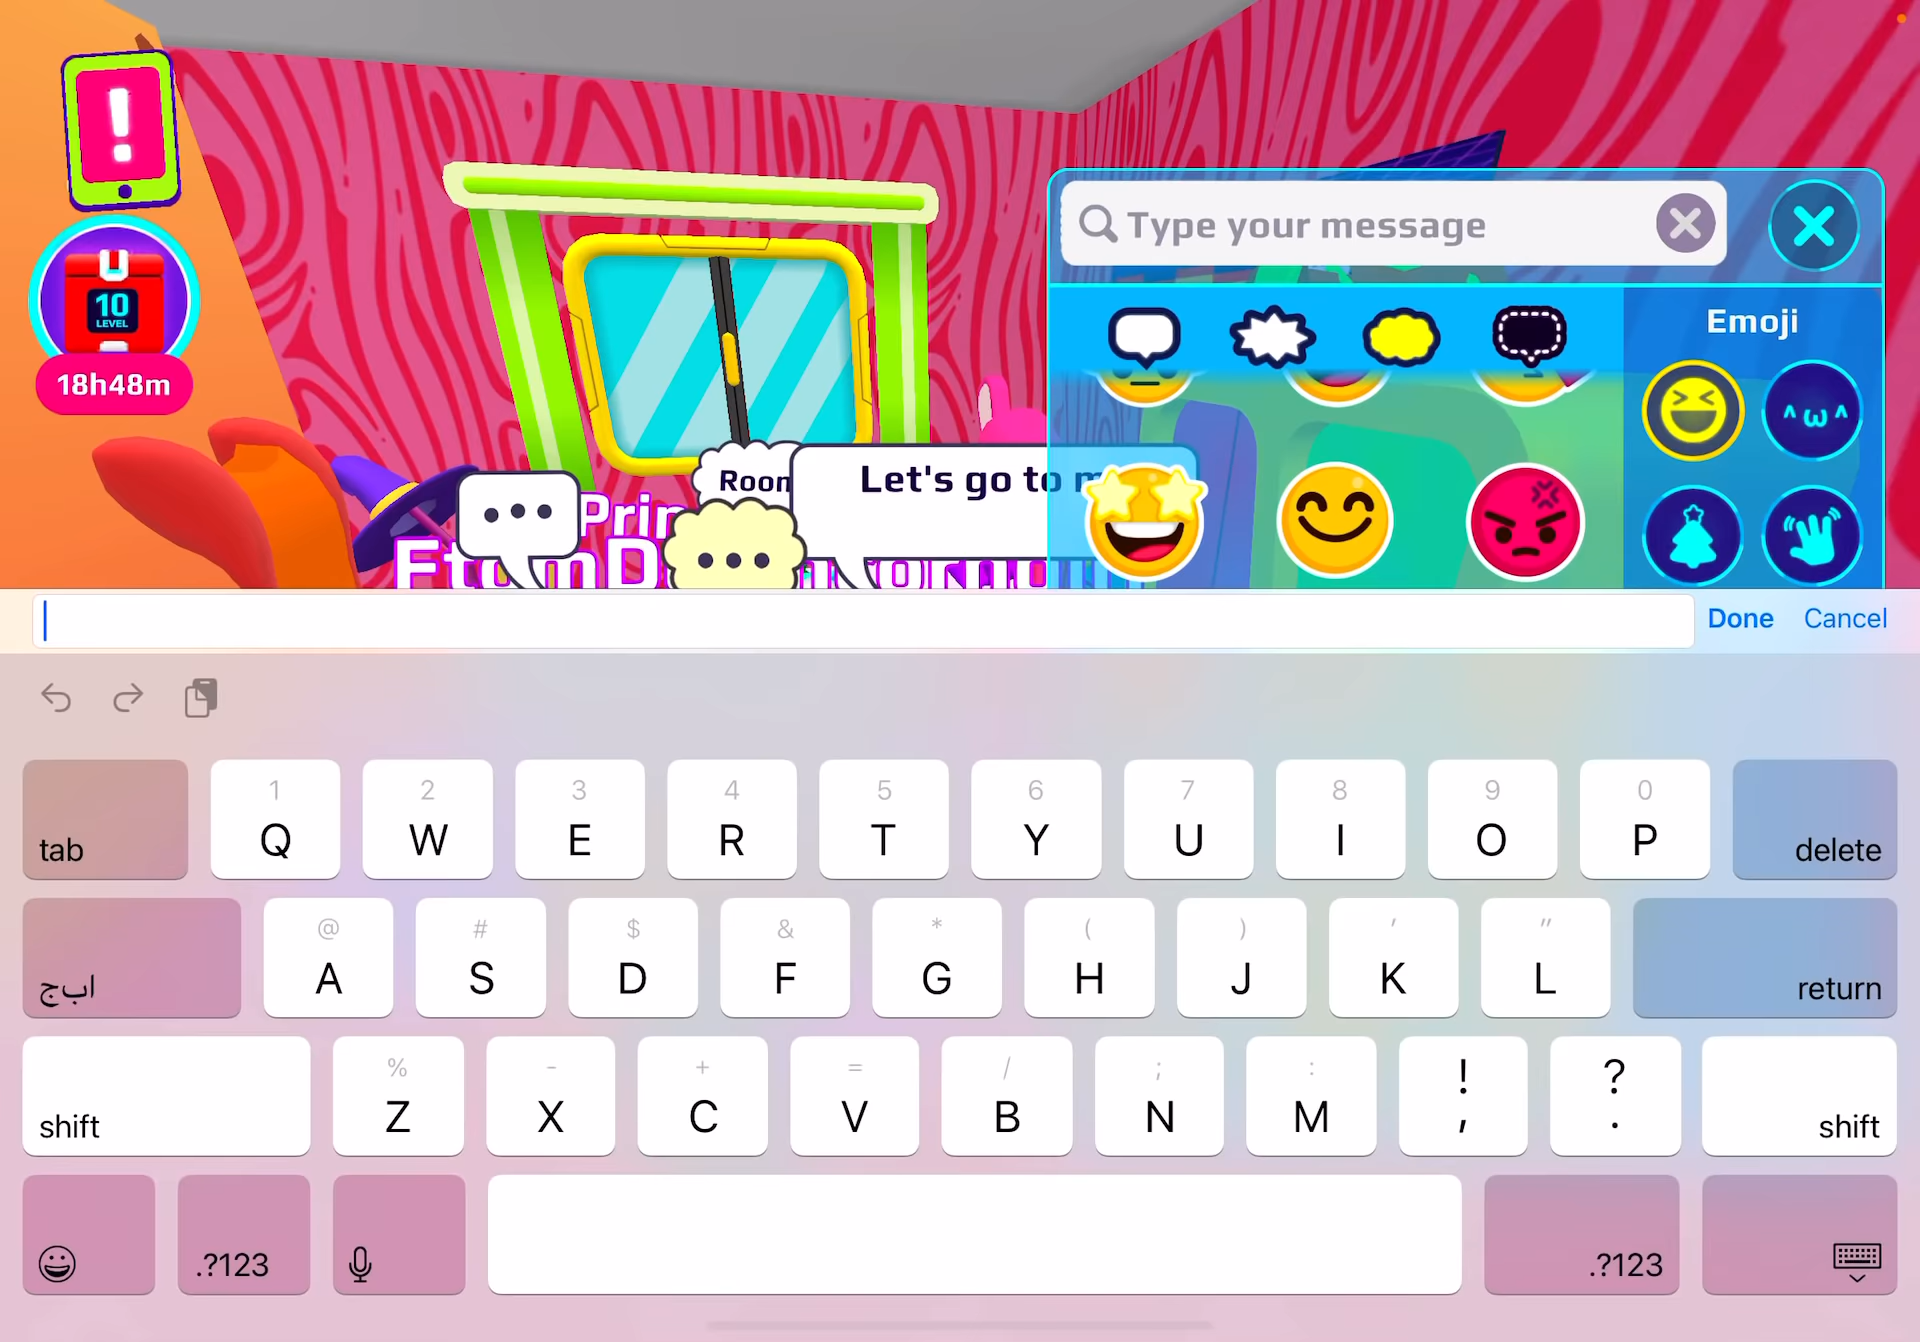 10
LEVEL
18h48m
Type your message
Emoji
^ω^
Room
Let's go to m
Prin
Done
Cancel
tab
1 2 3 4 5 6 7 8 9 0
Q W E R T Y U I O P
delete
@ # $ & * ( ) ' "
ابج
A S D F G H J K L
return
% - + = / ; : ! ?
shift
Z X C V B N M , .
shift
.?123
.?123